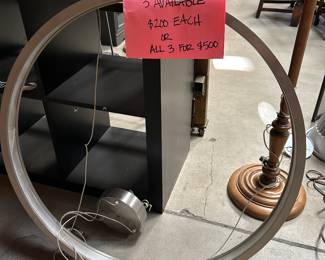 3 AVAILABLE
$200 EACH
OR
ALL 3 FOR $500